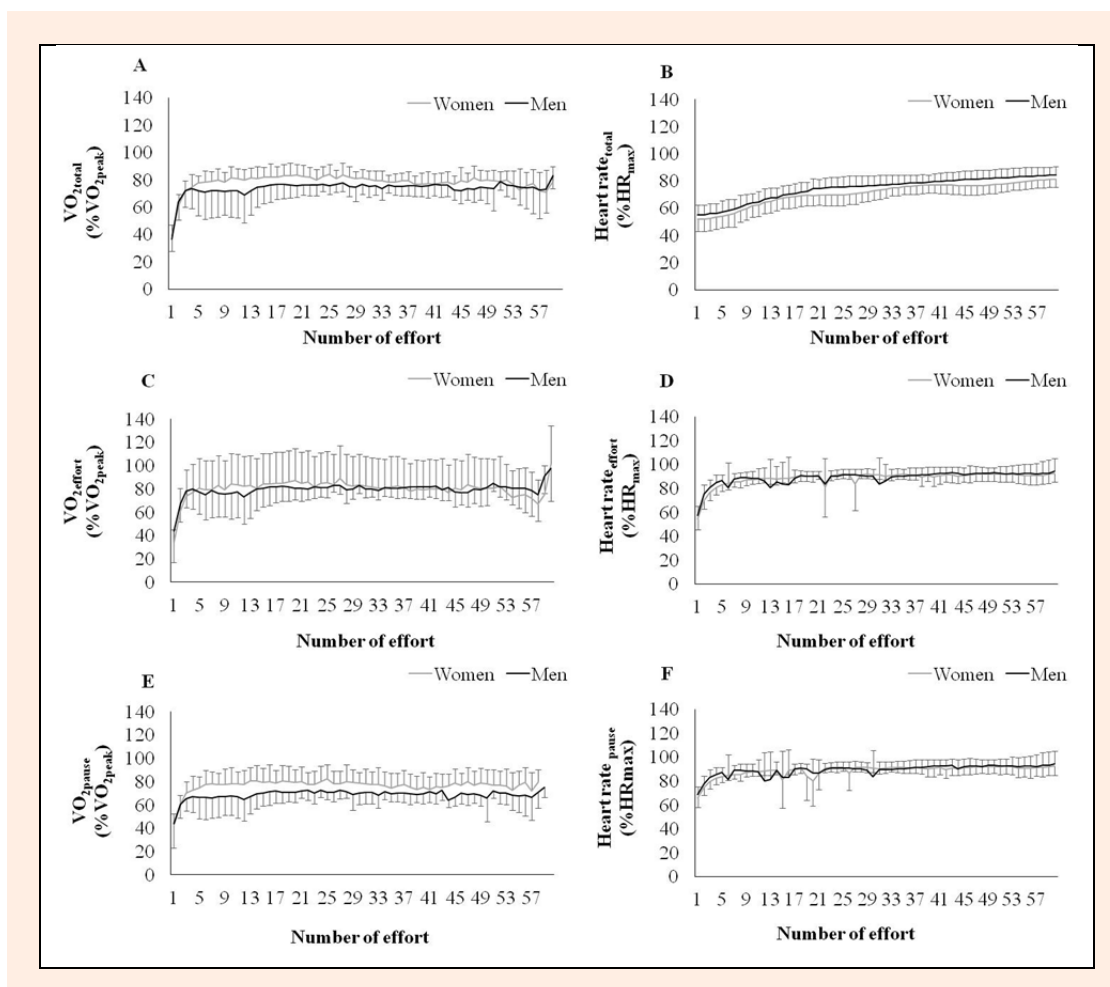 A
Women Men
VO2total
(%VO2peak)
140
120
100
80
60
40
20
0
1 5 9 13 17 21 25 29 33 37 41 45 49 53 57
Number of effort
B
Women Men
Heart rate total
(%HRmax)
140
120
100
80
60
40
20
0
1 5 9 13 17 21 25 29 33 37 41 45 49 53 57
Number of effort
C
Women Men
VO2effort
(%VO2peak)
140
120
100
80
60
40
20
0
1 5 9 13 17 21 25 29 33 37 41 45 49 53 57
Number of effort
D
Women Men
Heart rate effort
(%HRmax)
140
120
100
80
60
40
20
0
1 5 9 13 17 21 25 29 33 37 41 45 49 53 57
Number of effort
E
Women Men
VO2pause
(%VO2peak)
140
120
100
80
60
40
20
0
1 5 9 13 17 21 25 29 33 37 41 45 49 53 57
Number of effort
F
Women Men
Heart rate pause
(%HRmax)
140
120
100
80
60
40
20
0
1 5 9 13 17 21 25 29 33 37 41 45 49 53 57
Number of effort